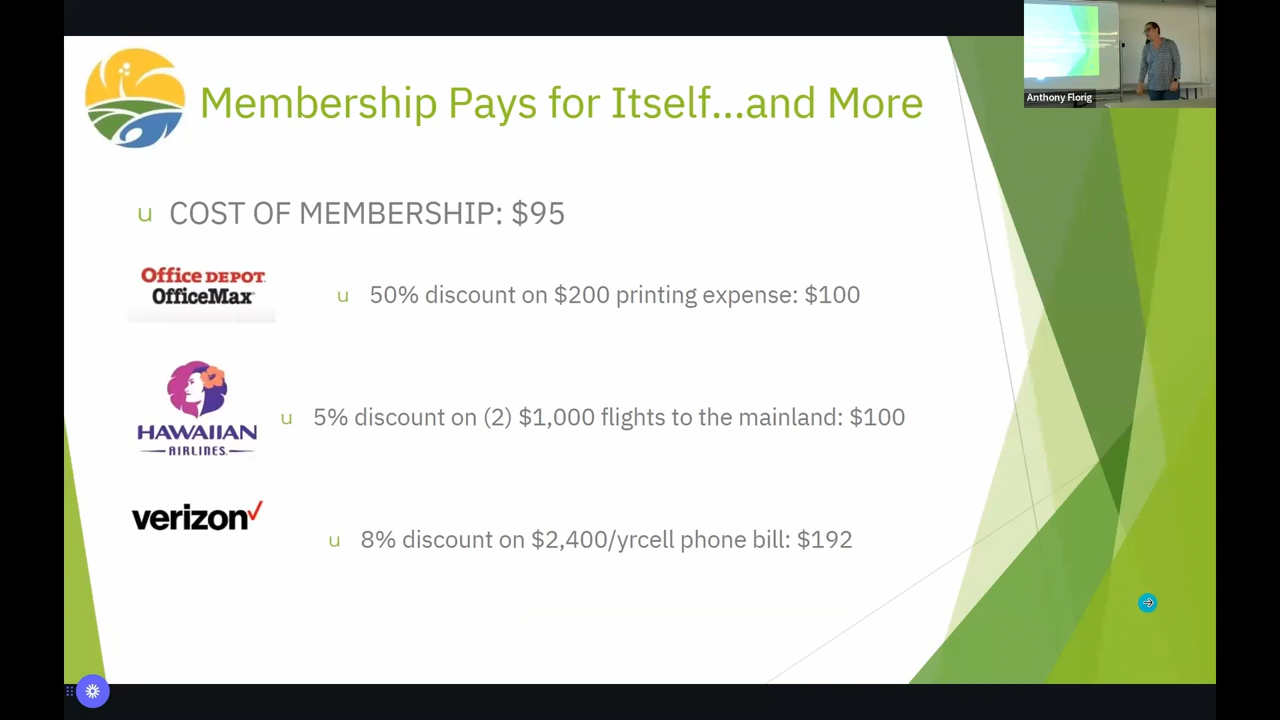 Membership Pays for Itself...and More
Anthony Florig
u COST OF MEMBERSHIP: $95
Office DEPOT
OfficeMax
u 50% discount on $200 printing expense: $100
HAWAIIAN
AIRLINES
u 5% discount on (2) $1,000 flights to the mainland: $100
verizon
u 8% discount on $2,400/yrcell phone bill: $192